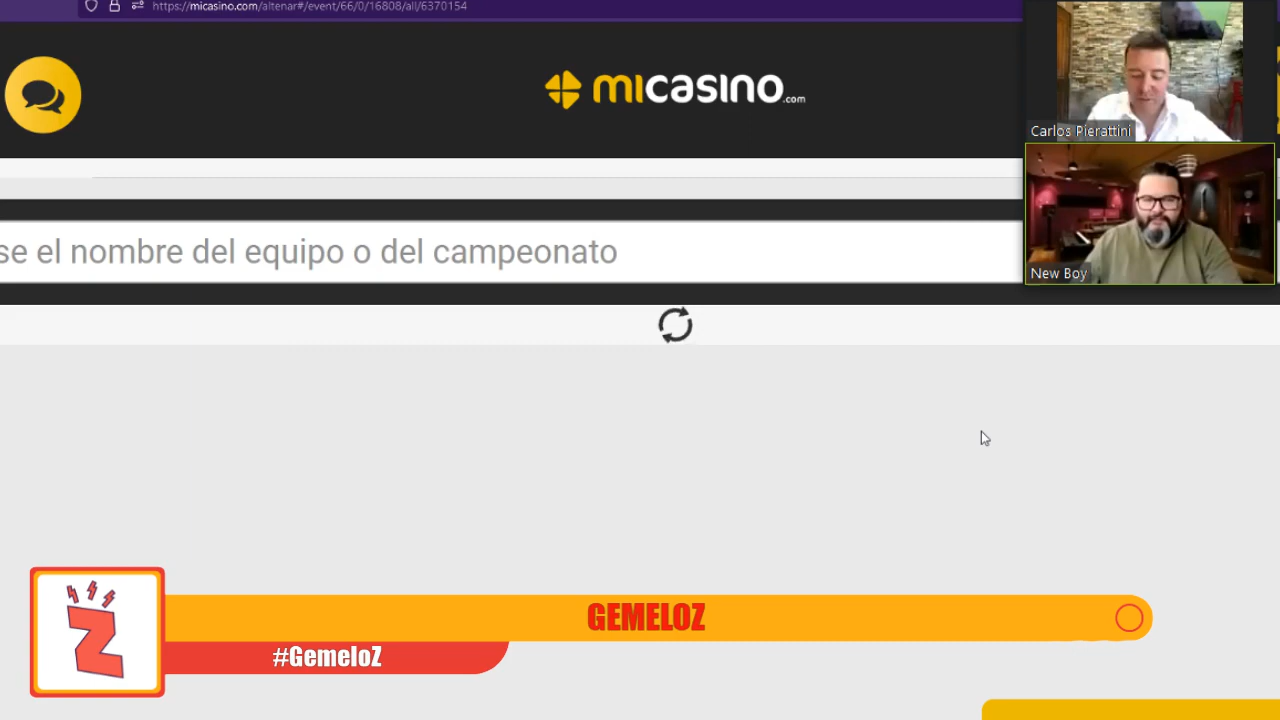 https://micasino.com/altenar#/event/66/0/16808/all/6370154
micasino.com
Carlos Pierattini
se el nombre del equipo o del campeonato
New Boy
GEMELOZ
#GemeloZ